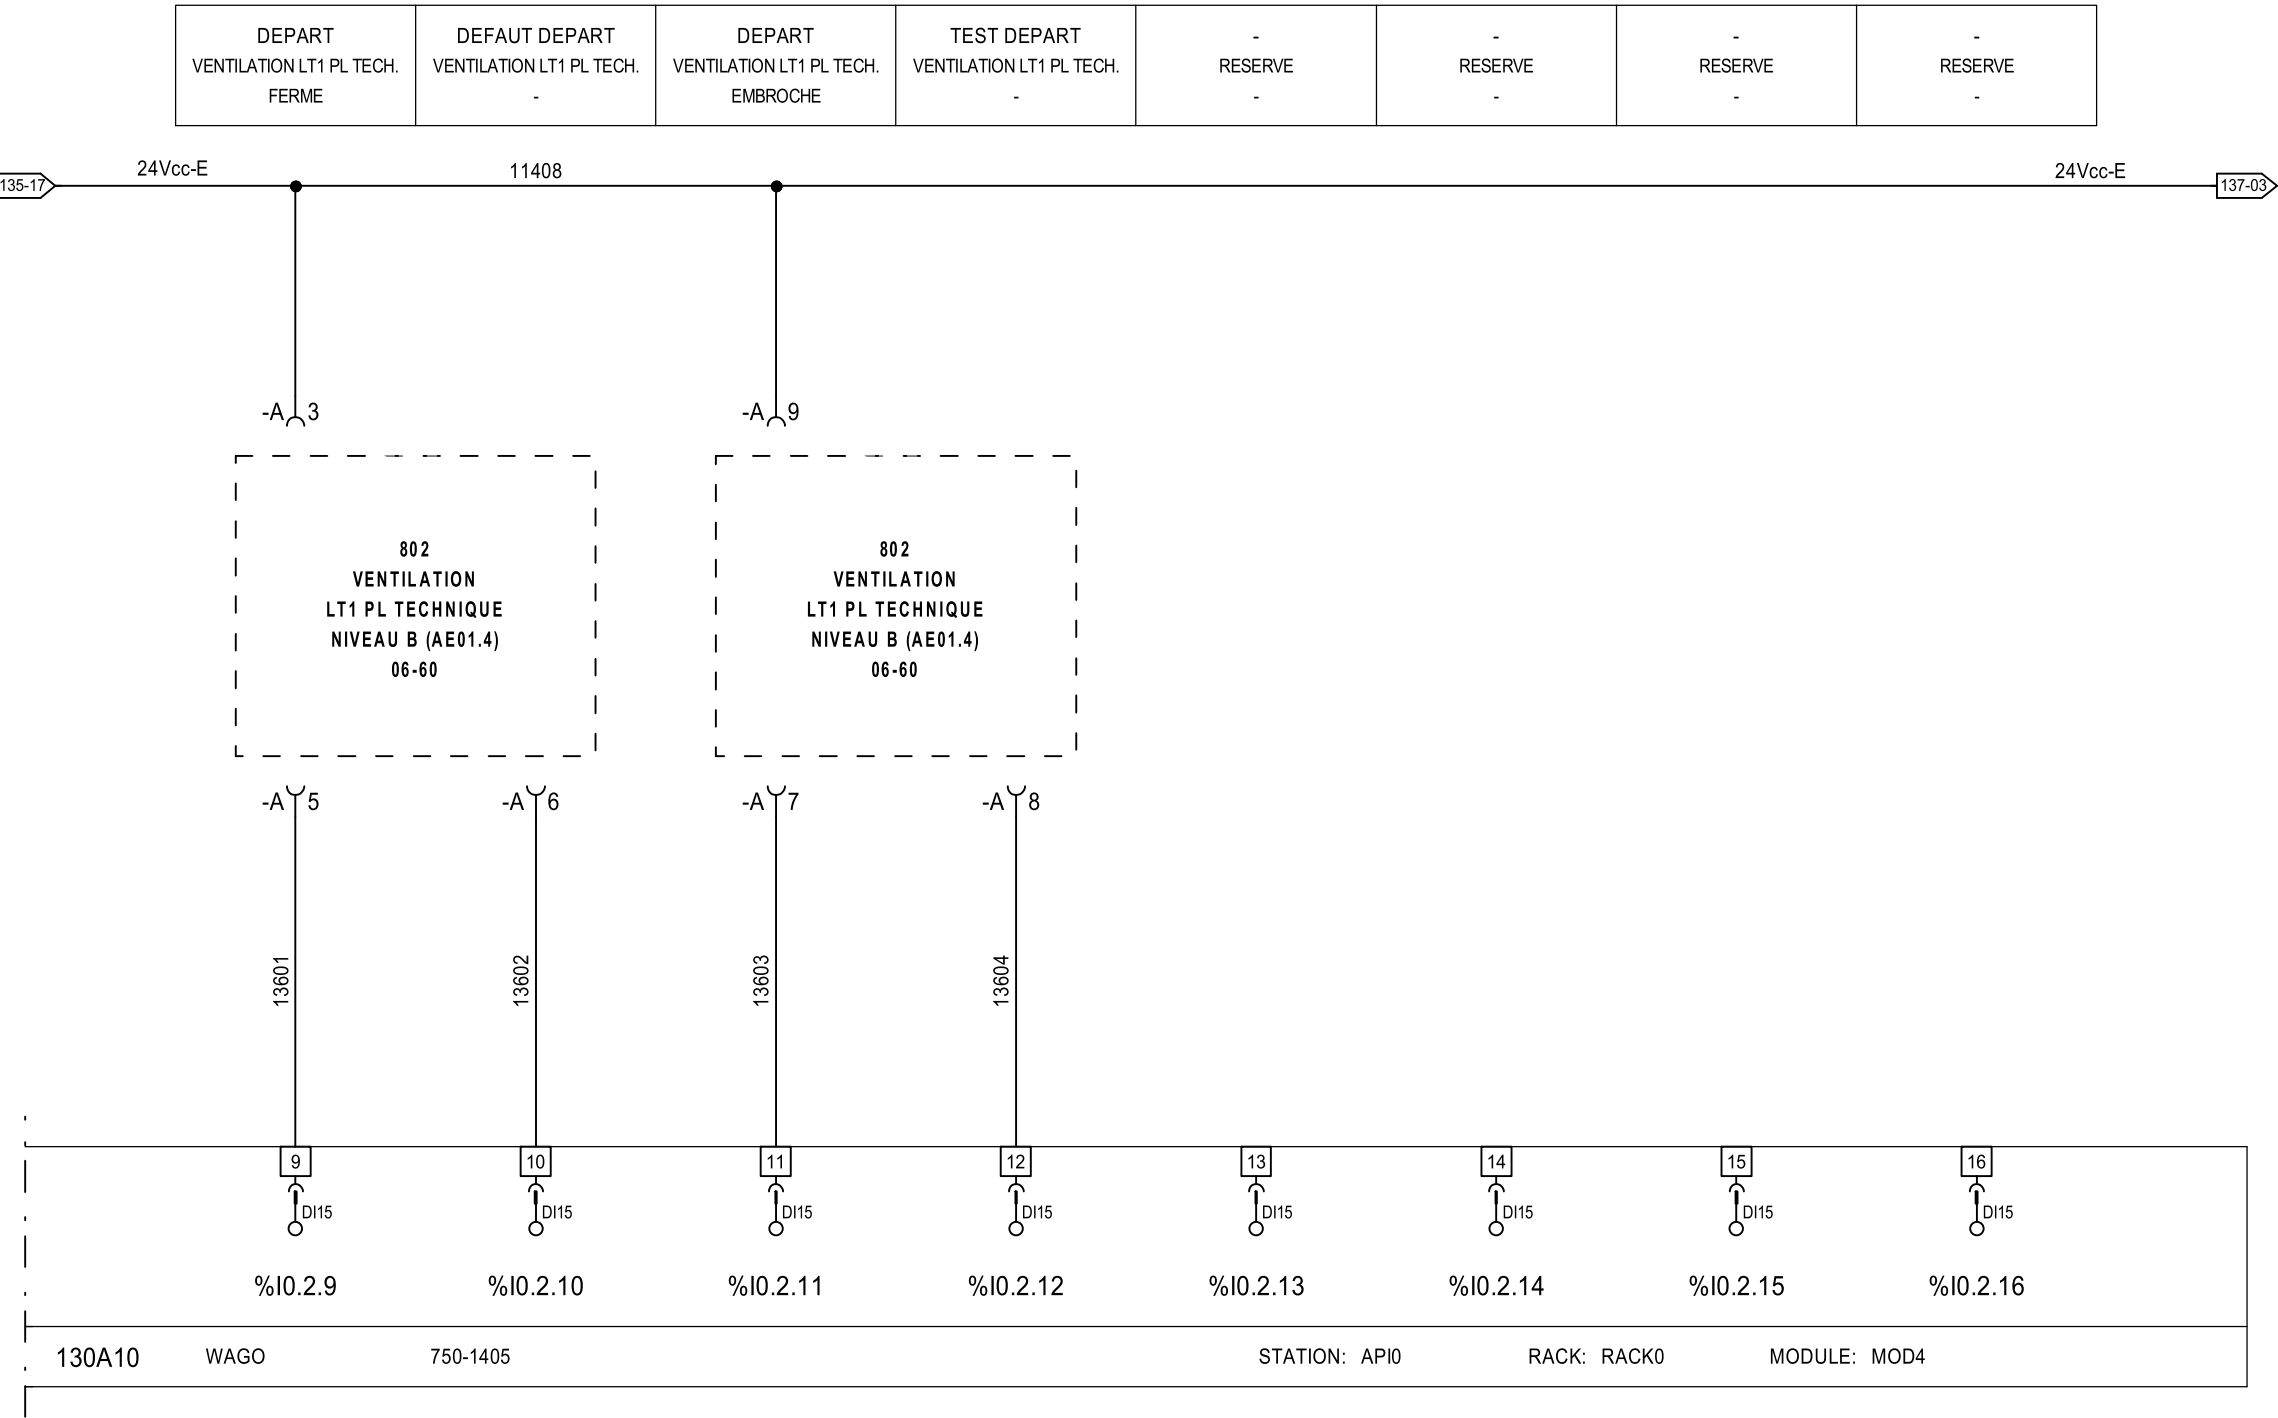 DEPART
VENTILATION LT1 PL TECH.
FERME
DEFAUT DEPART
VENTILATION LT1 PL TECH.
-
DEPART
VENTILATION LT1 PL TECH.
EMBROCHE
TEST DEPART
VENTILATION LT1 PL TECH.
-
-
RESERVE
-
-
RESERVE
-
-
RESERVE
-
-
RESERVE
-
135-17
24Vcc-E
11408
24Vcc-E
137-03
-A 3
-A 9
802
VENTILATION
LT1 PL TECHNIQUE
NIVEAU B (AE01.4)
06-60
802
VENTILATION
LT1 PL TECHNIQUE
NIVEAU B (AE01.4)
06-60
-A 5
-A 6
-A 7
-A 8
13601
13602
13603
13604
9
10
11
12
13
14
15
16
DI15
DI15
DI15
DI15
DI15
DI15
DI15
DI15
%I0.2.9
%I0.2.10
%I0.2.11
%I0.2.12
%I0.2.13
%I0.2.14
%I0.2.15
%I0.2.16
130A10 WAGO 750-1405 STATION: API0 RACK: RACK0 MODULE: MOD4